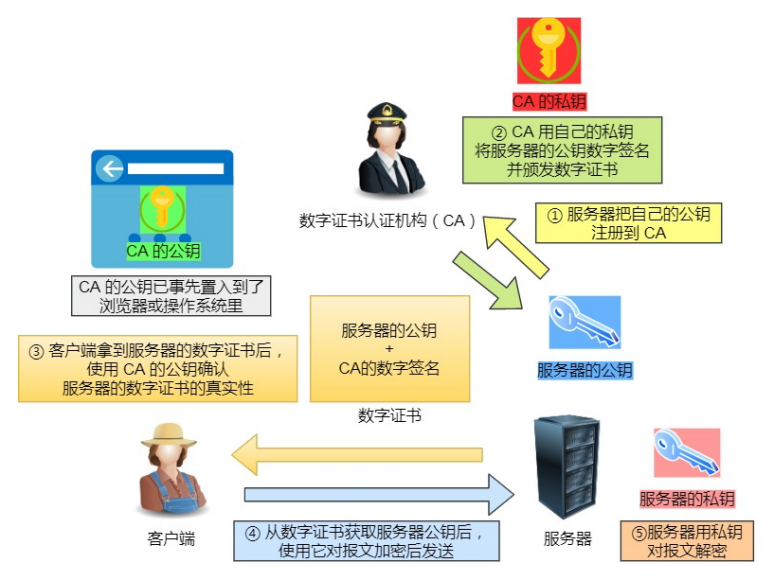 CA 的私钥
② CA 用自己的私钥
将服务器的公钥数字签名
并颁发数字证书
数字证书认证机构（CA）
① 服务器把自己的公钥
注册到 CA
CA 的公钥
CA 的公钥已事先置入到了
浏览器或操作系统里
服务器的公钥
+
CA的数字签名
数字证书
服务器的公钥
③ 客户端拿到服务器的数字证书后，
使用 CA 的公钥确认
服务器的数字证书的真实性
客户端
④ 从数字证书获取服务器公钥后，
使用它对报文加密后发送
服务器
服务器的私钥
⑤服务器用私钥
对报文解密